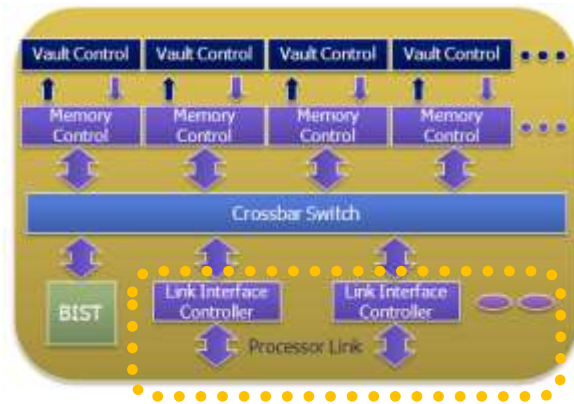 Vault Control Vault Control Vault Control Vault Control
Memory Memory Memory Memory
Control Control Control Control
Crossbar Switch
BIST
Link Interface Link Interface
Controller Controller
Processor Link